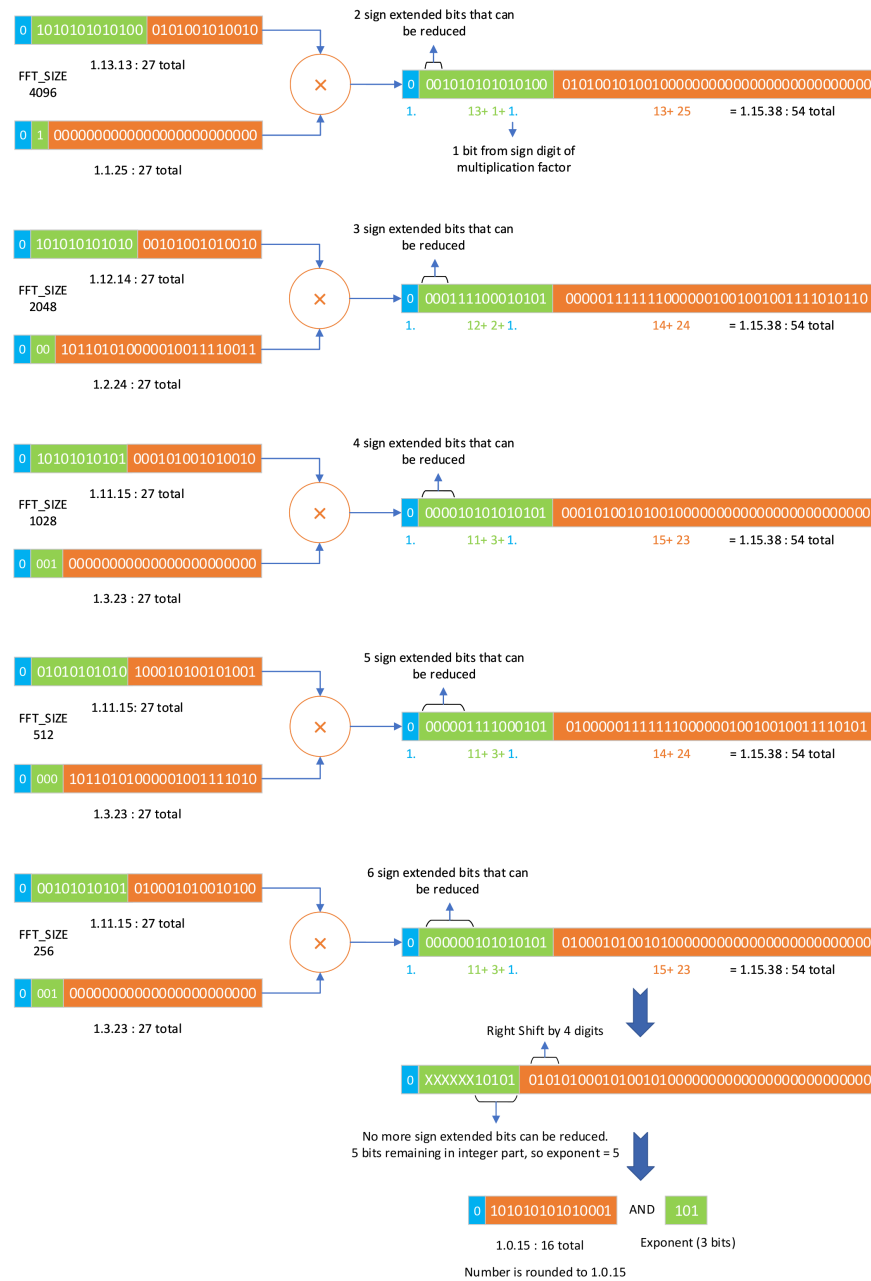 2 sign extended bits that can
be reduced
0 1010101010100 0101001010010
1.13.13 : 27 total
FFT_SIZE
4096
×
0 001010101010100 01010010100100000000000000000000000000
1. 13+ 1+ 1. 13+ 25 = 1.15.38 : 54 total
0 1 0000000000000000000000000
1.1.25 : 27 total
1 bit from sign digit of
multiplication factor
3 sign extended bits that can
be reduced
0 101010101010 00101001010010
1.12.14 : 27 total
FFT_SIZE
2048
×
0 000111100010101 00000111111100000010010010011110 10110
1. 12+ 2+ 1. 14+ 24 = 1.15.38 : 54 total
0 00 101101010000010011110011
1.2.24 : 27 total
4 sign extended bits that can
be reduced
0 10101010101 000101001010010
1.11.15 : 27 total
FFT_SIZE
1028
×
0 000010101010101 00010100101001000000000000000000000000
1. 11+ 3+ 1. 15+ 23 = 1.15.38 : 54 total
0 001 00000000000000000000000
1.3.23 : 27 total
5 sign extended bits that can
be reduced
0 01010101010 100010100101001
1.11.15: 27 total
FFT_SIZE
512
×
0 000001111000101 0100000111111100000010010010011110101
1. 11+ 3+ 1. 14+ 24 = 1.15.38 : 54 total
0 000 10110101000001001111010
1.3.23 : 27 total
6 sign extended bits that can
be reduced
0 00101010101 010001010010100
1.11.15 : 27 total
FFT_SIZE
256
×
0 000000101010101 01000101001010000000000000000000000000
1. 11+ 3+ 1. 15+ 23 = 1.15.38 : 54 total
0 001 00000000000000000000000
1.3.23 : 27 total
Right Shift by 4 digits
0 XXXXXX10101 010101000101001010000000000000000000000000
No more sign extended bits can be reduced.
5 bits remaining in integer part, so exponent = 5
0 101010101010001 AND 101
1.0.15 : 16 total
Exponent (3 bits)
Number is rounded to 1.0.15